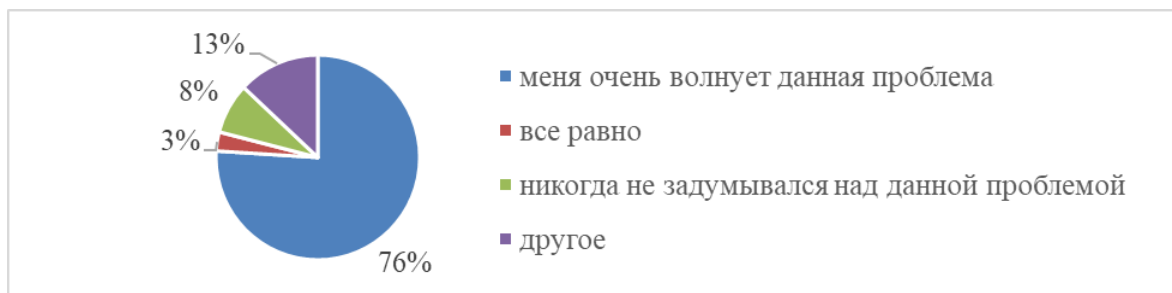 13%
8%
3%
76%
меня очень волнует данная проблема
все равно
никогда не задумывался над данной проблемой
другое